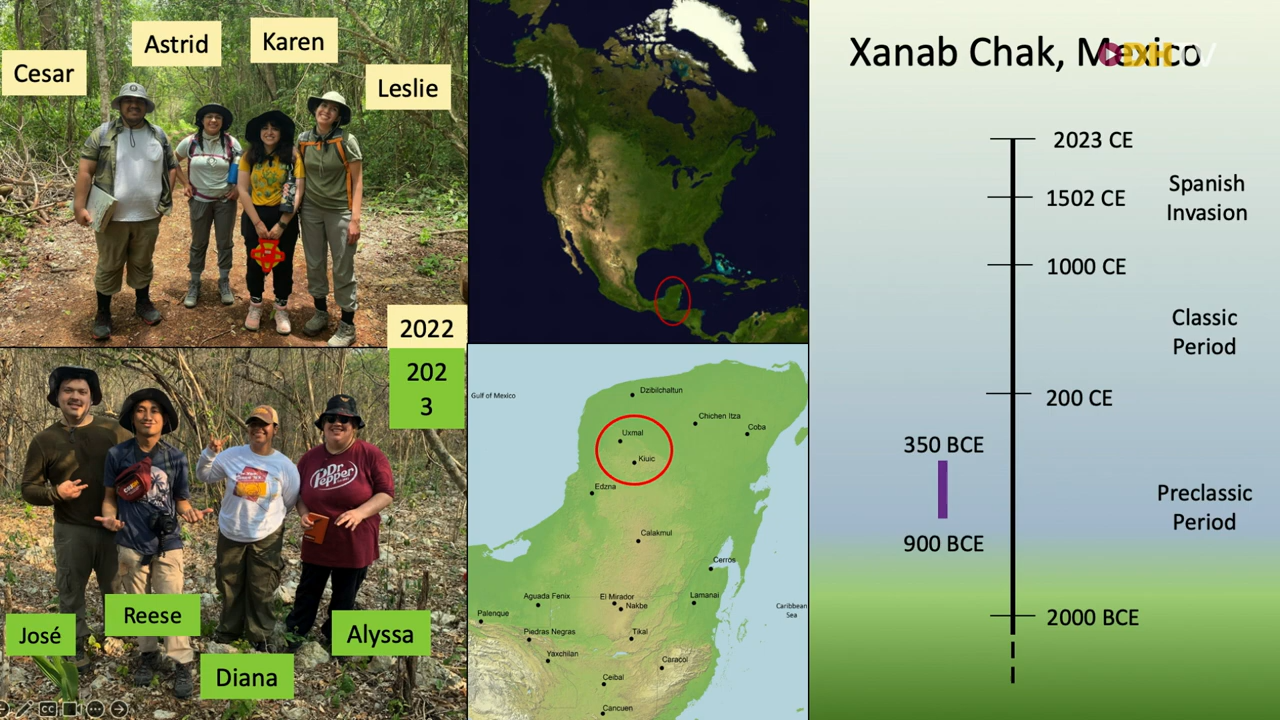 Cesar
Astrid
Karen
Leslie
2022
202
3
José
Reese
Diana
Dr
Pepper
Alyssa
CC
Gulf of Mexico
Dzibilchaltun
Chichen Itza
Coba
Uxmal
Kiuic
Edzna
Calakmul
Cerros
Aguada Fenix
El Mirador
Nakbe
Lamanai
Caribbean
Sea
Palenque
Piedras Negras
Tikal
Yaxchilan
Caracol
Ceibal
Cancuen
Xanab Chak, Mexico
2023 CE
Spanish
Invasion
1502 CE
1000 CE
Classic
Period
200 CE
350 BCE
Preclassic
Period
900 BCE
2000 BCE